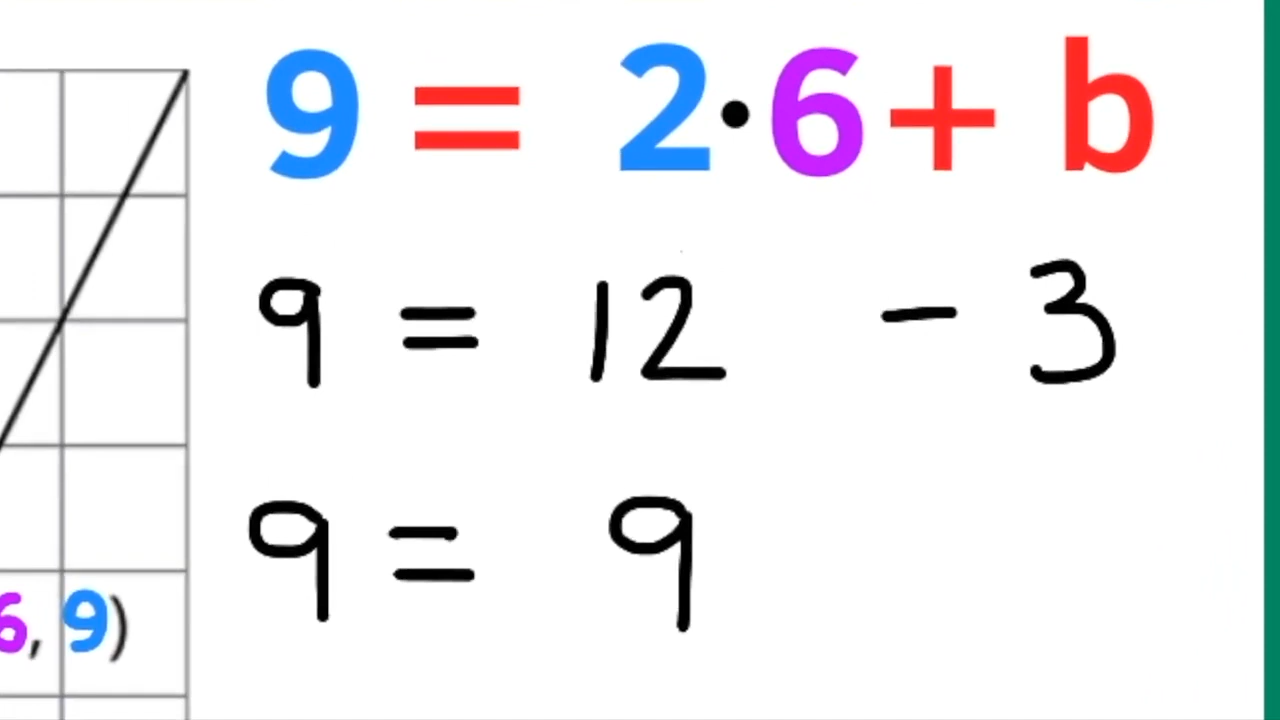 9 = 2·6 + b
9 = 12 - 3
9 = 9
6, 9)